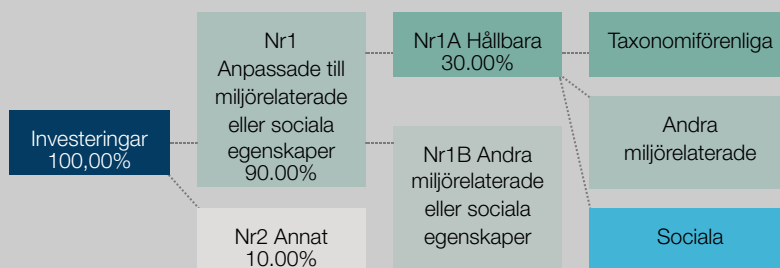 Investeringar
100,00%
Nr1
Anpassade till
miljörelaterade
eller sociala
egenskaper
90.00%
Nr2 Annat
10.00%
Nr1A Hållbara
30.00%
Nr1B Andra
miljörelaterade
eller sociala
egenskaper
Taxonomiförenliga
Andra
miljörelaterade
Sociala